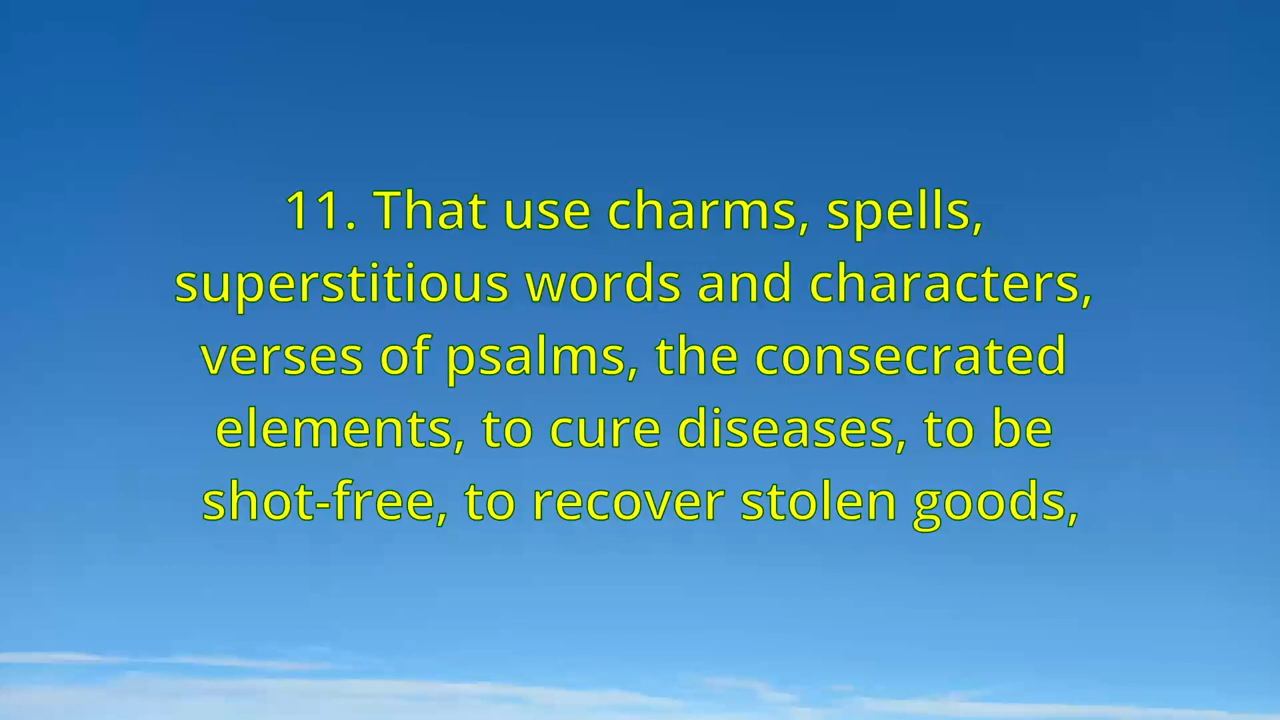 11. That use charms, spells,
superstitious words and characters,
verses of psalms, the consecrated
elements, to cure diseases, to be
shot-free, to recover stolen goods,